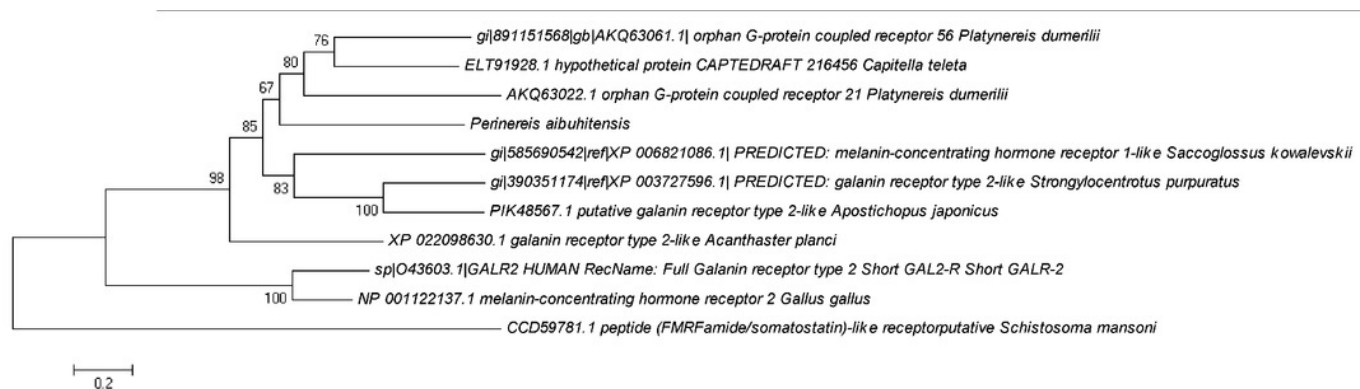 gi|891151568|gb|AKQ63061.1| orphan G-protein coupled receptor 56 Platynereis dumerilii
76
ELT91928.1 hypothetical protein CAPTEDRAFT 216456 Capitella teleta
80
AKQ63022.1 orphan G-protein coupled receptor 21 Platynereis dumerilii
67
Perinereis aibuhitensis
85
gi|585690542|ref|XP 006821086.1| PREDICTED: melanin-concentrating hormone receptor 1-like Saccoglossus kowalevskii
98
83
gi|390351174|ref|XP 003727596.1| PREDICTED: galanin receptor type 2-like Strongylocentrotus purpuratus
100
PIK48567.1 putative galanin receptor type 2-like Apostichopus japonicus
XP 022098630.1 galanin receptor type 2-like Acanthaster planci
sp|O43603.1|GALR2 HUMAN RecName: Full Galanin receptor type 2 Short GAL2-R Short GALR-2
100
NP 001122137.1 melanin-concentrating hormone receptor 2 Gallus gallus
CCD59781.1 peptide (FMRFamide/somatostatin)-like receptorputative Schistosoma mansoni
0.2